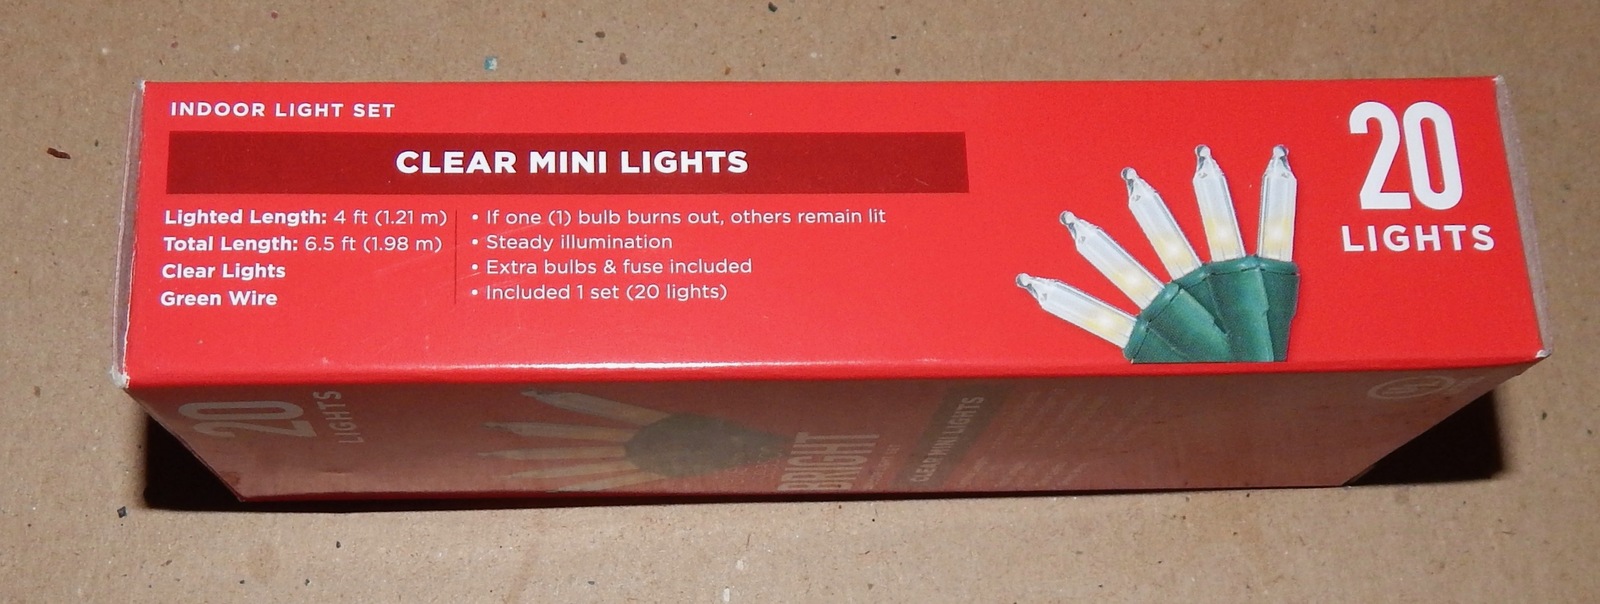 INDOOR LIGHT SET
CLEAR MINI LIGHTS
Lighted Length: 4 ft (1.21 m)
Total Length: 6.5 ft (1.98 m)
Clear Lights
Green Wire
• If one (1) bulb burns out, others remain lit
• Steady illumination
• Extra bulbs & fuse included
• Included 1 set (20 lights)
20
LIGHTS
20
LIGHTS
BRIGHT
CLEAR MINI LIGHTS